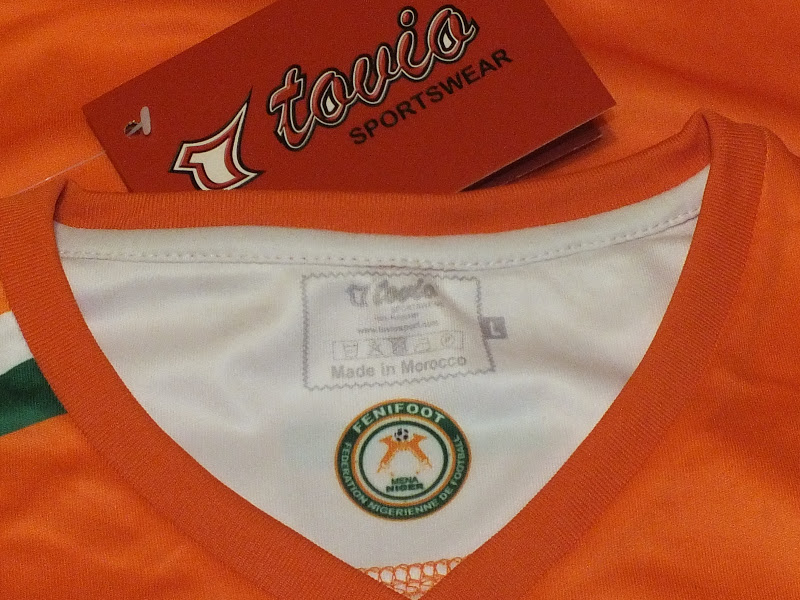 tovio
SPORTSWEAR
tovio
www.toviosport.com
L
Made in Morocco
FENIFOOT
FEDERATION NIGERIENNE DE FOOTBALL
MENA
NIGER